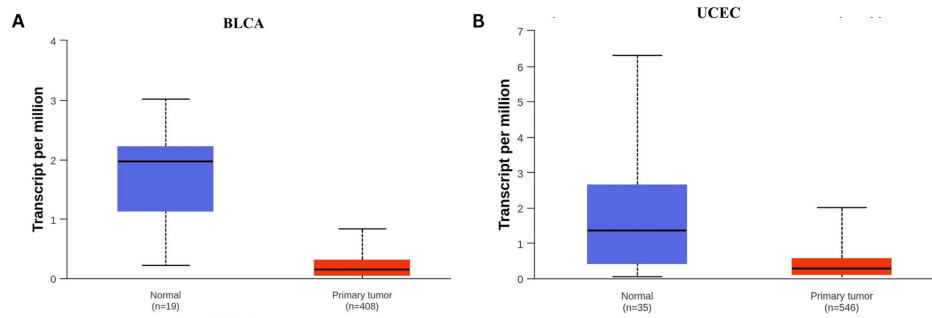 A
BLCA
Transcript per million
4
3
2
1
0
Normal
(n=19)
Primary tumor
(n=408)
B
UCEC
Transcript per million
7
6
5
4
3
2
1
0
Normal
(n=35)
Primary tumor
(n=546)